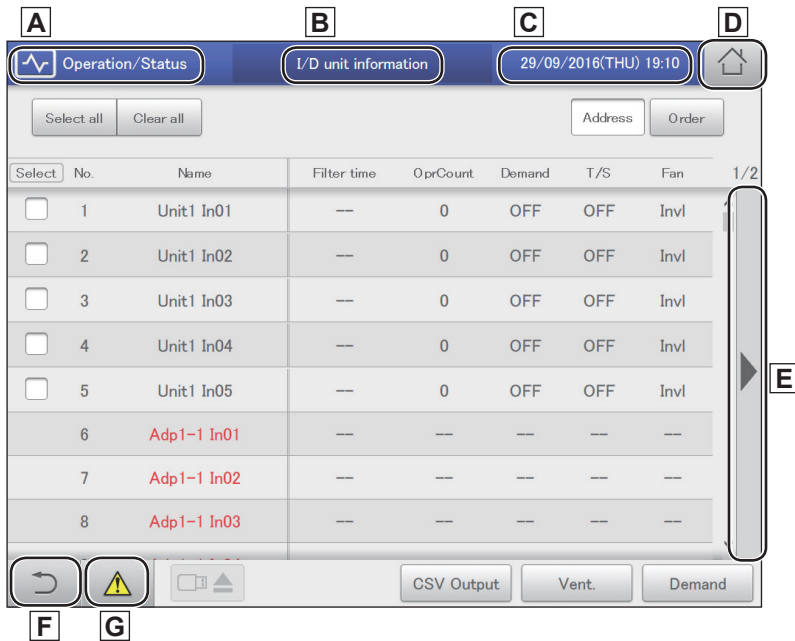 A B C D
Operation/Status I/D unit information 29/09/2016(THU) 19:10
Select all Clear all Address Order
Select No. Name Filter time OprCount Demand T/S Fan 1/2
1 Unit1 In01 -- 0 OFF OFF Invl
2 Unit1 In02 -- 0 OFF OFF Invl
3 Unit1 In03 -- 0 OFF OFF Invl
4 Unit1 In04 -- 0 OFF OFF Invl
E
5 Unit1 In05 -- 0 OFF OFF Invl
6 Adp1-1 In01 -- -- -- -- --
7 Adp1-1 In02 -- -- -- -- --
8 Adp1-1 In03 -- -- -- -- --
CSV Output Vent. Demand
F G